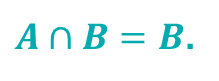 A ∩ B = B.